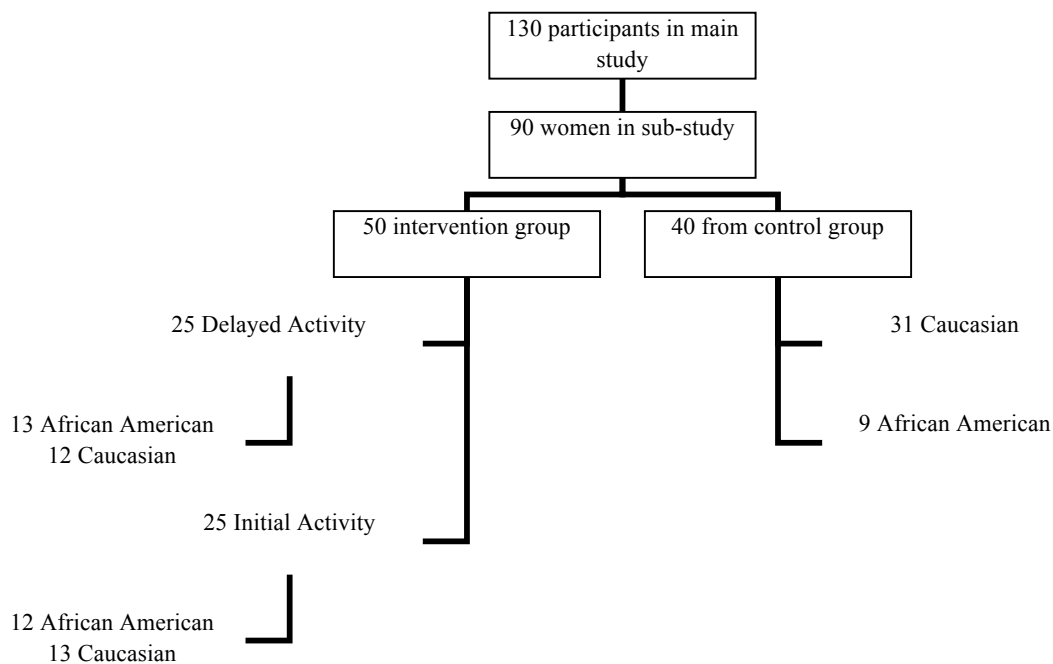 130 participants in main
study
90 women in sub-study
50 intervention group
40 from control group
25 Delayed Activity
31 Caucasian
13 African American
12 Caucasian
9 African American
25 Initial Activity
12 African American
13 Caucasian